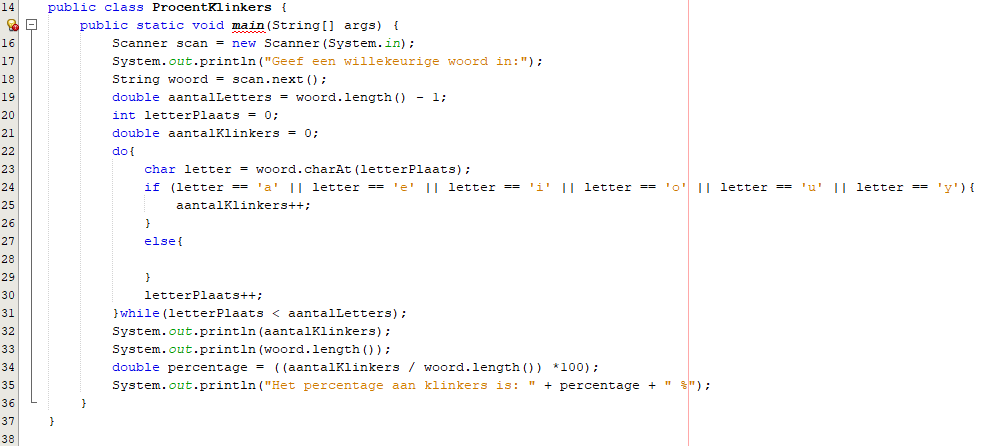 14 public class ProcentKlinkers {
public static void main(String[] args) {
16 Scanner scan = new Scanner(System.in);
17 System.out.println("Geef een willekeurige woord in:");
18 String woord = scan.next();
19 double aantalLetters = woord.length() - 1;
20 int letterPlaats = 0;
21 double aantalKlinkers = 0;
22 do{
23 char letter = woord.charAt(letterPlaats);
24 if (letter == 'a' || letter == 'e' || letter == 'i' || letter == 'o' || letter == 'u' || letter == 'y'){
25 aantalKlinkers++;
26 }
27 else{
28
29 }
30 letterPlaats++;
31 }while(letterPlaats < aantalLetters);
32 System.out.println(aantalKlinkers);
33 System.out.println(woord.length());
34 double percentage = ((aantalKlinkers / woord.length()) *100);
35 System.out.println("Het percentage aan klinkers is: " + percentage + " %");
36 }
37 }
38